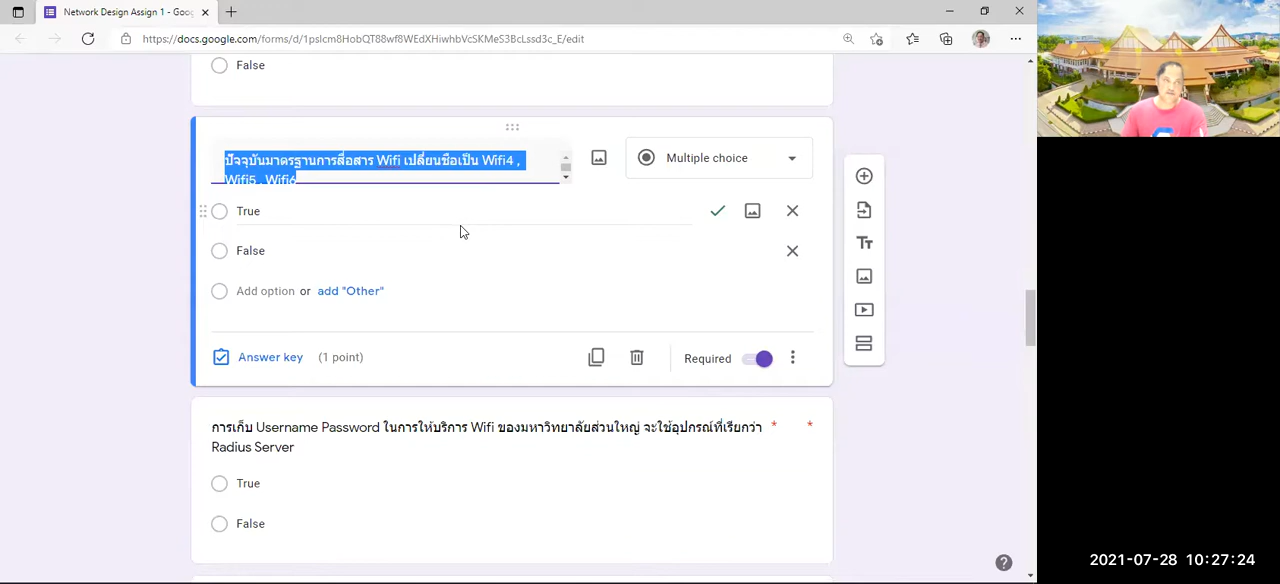 Network Design Assign 1 - Goo
https://docs.google.com/forms/d/1pslcm8HobQT88wf8WEdXHiwhbVcSKMeS3BcLssd3c_E/edit
False
ปัจจุบันมาตรฐานการสื่อสาร Wifi เปลี่ยนชื่อเป็น Wifi4 ,
Wifi5 , Wifi6
Multiple choice
True
False
Add option or add "Other"
Answer key (1 point)
Required
การเก็บ Username Password ในการให้บริการ Wifi ของมหาวิทยาลัยส่วนใหญ่ จะใช้อุปกรณ์ที่เรียกว่า * *
Radius Server
True
False
2021-07-28 10:27:24